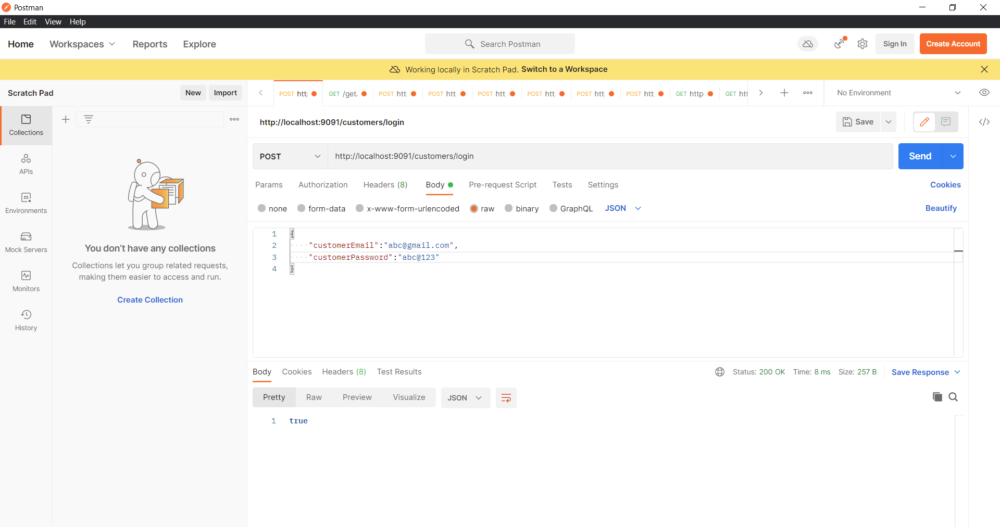 Postman
File Edit View Help
Home Workspaces Reports Explore Search Postman Sign In Create Account
Working locally in Scratch Pad. Switch to a Workspace
Scratch Pad New Import
POST htt GET /get. POST htt POST htt POST htt POST htt POST htt POST htt GET http GET htt No Environment
Collections
APIs
Environments
Mock Servers
Monitors
History
You don't have any collections
Collections let you group related requests,
making them easier to access and run.
Create Collection
http://localhost:9091/customers/login Save
POST http://localhost:9091/customers/login Send
Params Authorization Headers (8) Body Pre-request Script Tests Settings Cookies
none form-data x-www-form-urlencoded raw binary GraphQL JSON Beautify
1 {
2 "customerEmail":"abc@gmail.com",
3 "customerPassword":"abc@123"
4 }
Body Cookies Headers (8) Test Results Status: 200 OK Time: 8 ms Size: 257 B Save Response
Pretty Raw Preview Visualize JSON
1 true